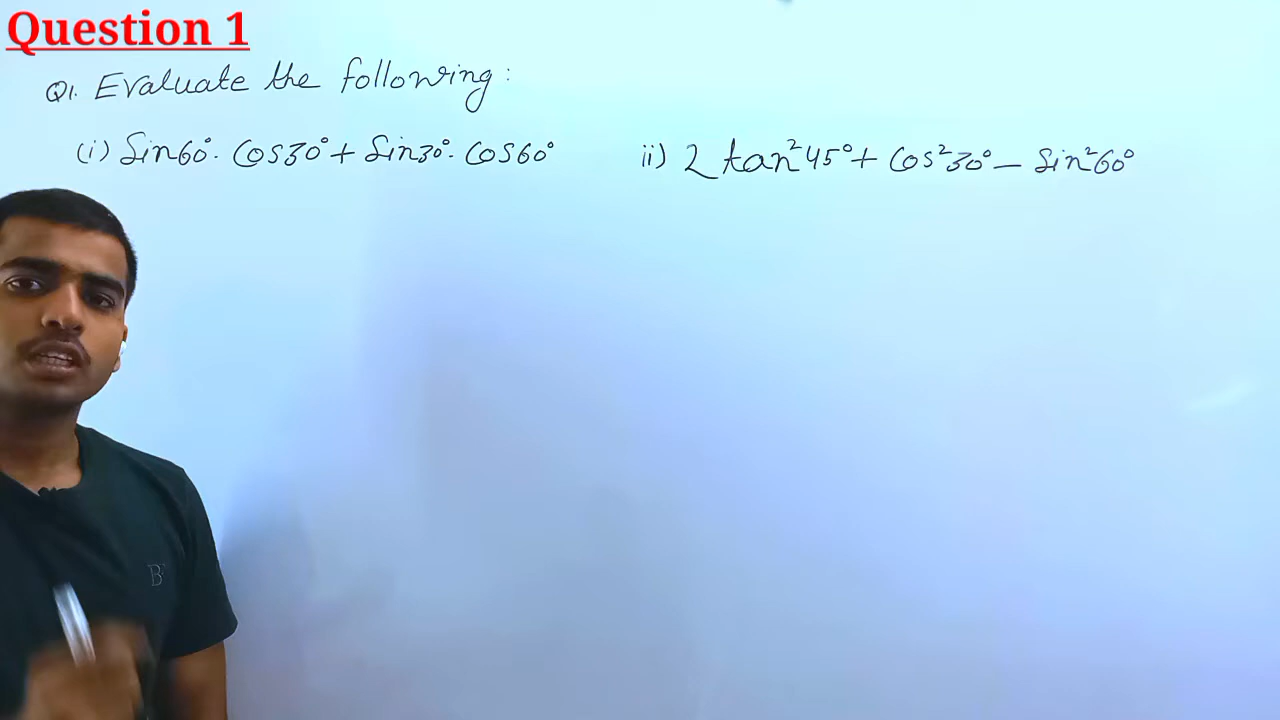 Question 1
Q1. Evaluate the following:
(i) Sin60°. Cos30° + Sin30°. Cos60°
ii) 2 tan²45° + Cos²30° — Sin²60°
B